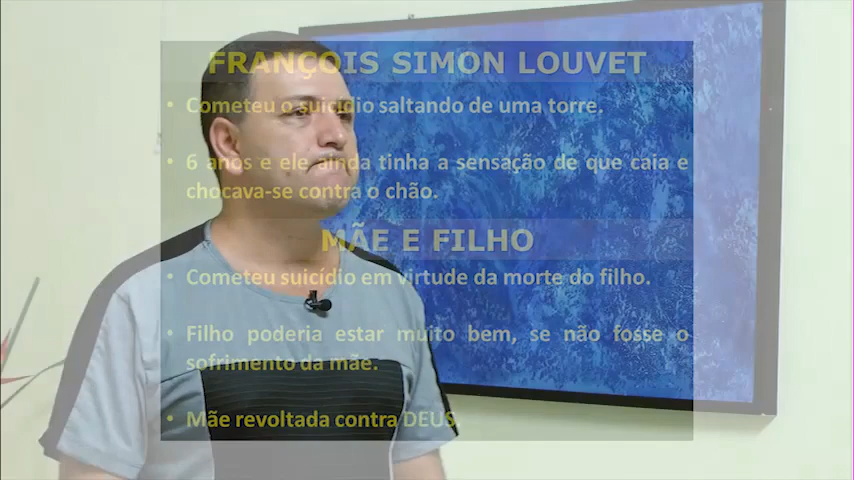 FRANÇOIS SIMON LOUVET
• Cometeu o suicídio saltando de uma torre.
• 6 anos e ele ainda tinha a sensação de que caia e
chocava-se contra o chão.
MÃE E FILHO
• Cometeu suicídio em virtude da morte do filho.
• Filho poderia estar muito bem, se não fosse o
sofrimento da mãe.
• Mãe revoltada contra DEUS.